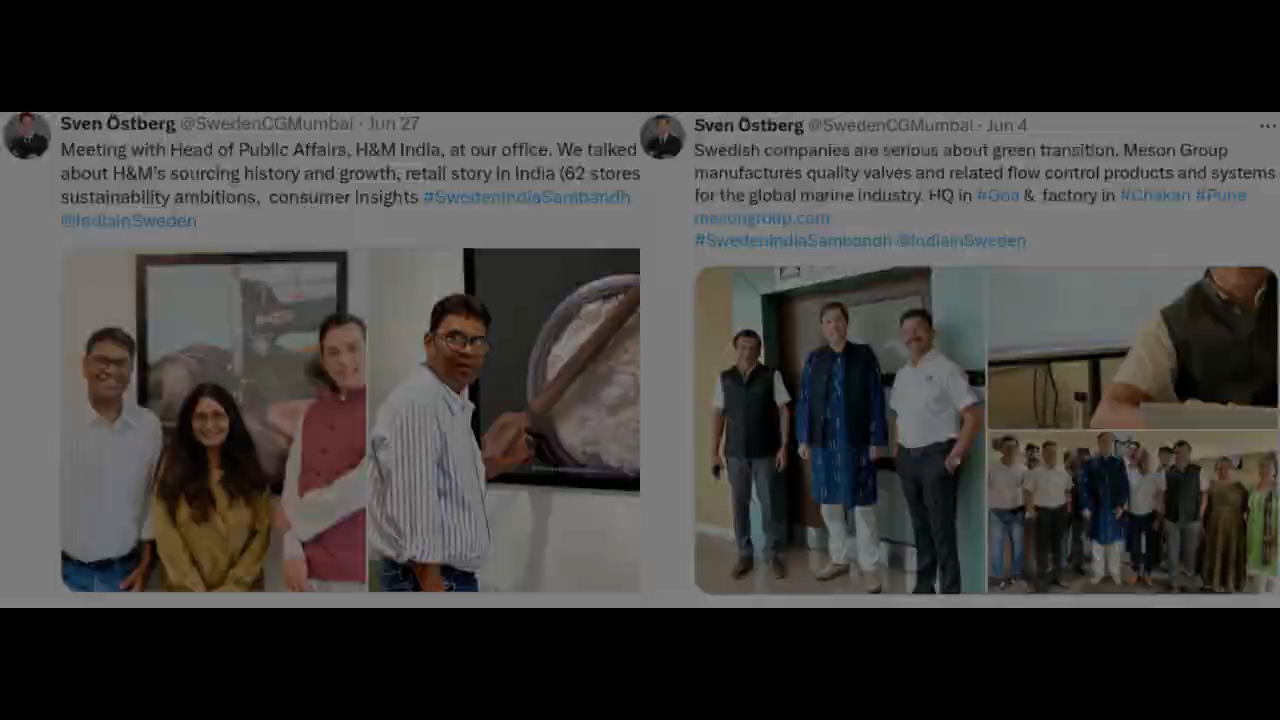 Sven Östberg @SwedenCGMumbai · Jun 27
Meeting with Head of Public Affairs, H&M India, at our office. We talked
about H&M's sourcing history and growth, retail story in India (62 stores
sustainability ambitions, consumer insights #SwedenIndiaSambandh
@IndiainSweden
Sven Östberg @SwedenCGMumbai · Jun 4
Swedish companies are serious about green transition. Meson Group
manufactures quality valves and related flow control products and systems
for the global marine industry. HQ in #Goa & factory in #Chakan #Pune
mesongroup.com
#SwedenIndiaSambandh @IndiainSweden